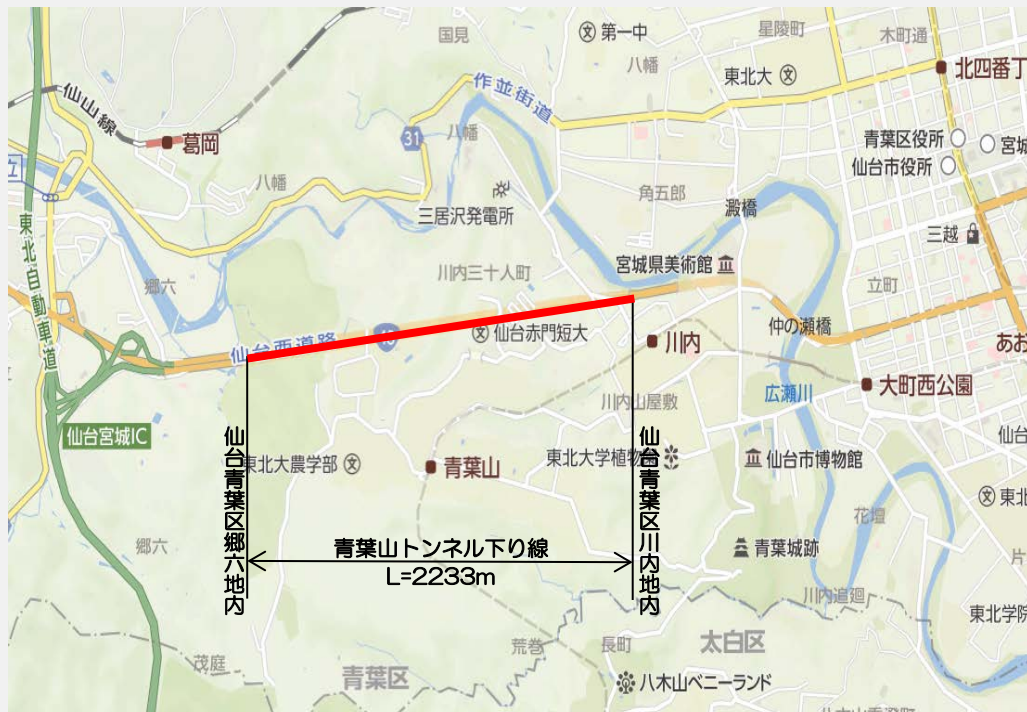 国見
第一中
星陵町
木町通
八幡
東北大
北四番丁
作並街道
仙山線
葛岡
31
八幡
八幡
青葉区役所
宮城
仙台市役所
立
角五郎
澱橋
三居沢発電所
三越
東北自動車道
郷六
川内三十人町
宮城県美術館
立町
仲の瀬橋
仙台西道路
48
仙台赤門短大
川内
あお
大町西公園
広瀬川
川内山屋敷
仙台宮城IC
仙台青葉区郷六地内
東北大農学部
青葉山
東北大学植物
仙台青葉区川内地内
仙台市博物館
仙台
東北
花壇
郷六
青葉山トンネル下り線
L=2233m
青葉城跡
片
川内追廻
東北学院
荒巻
長町
太白区
茂庭
青葉区
八木山ベニーランド